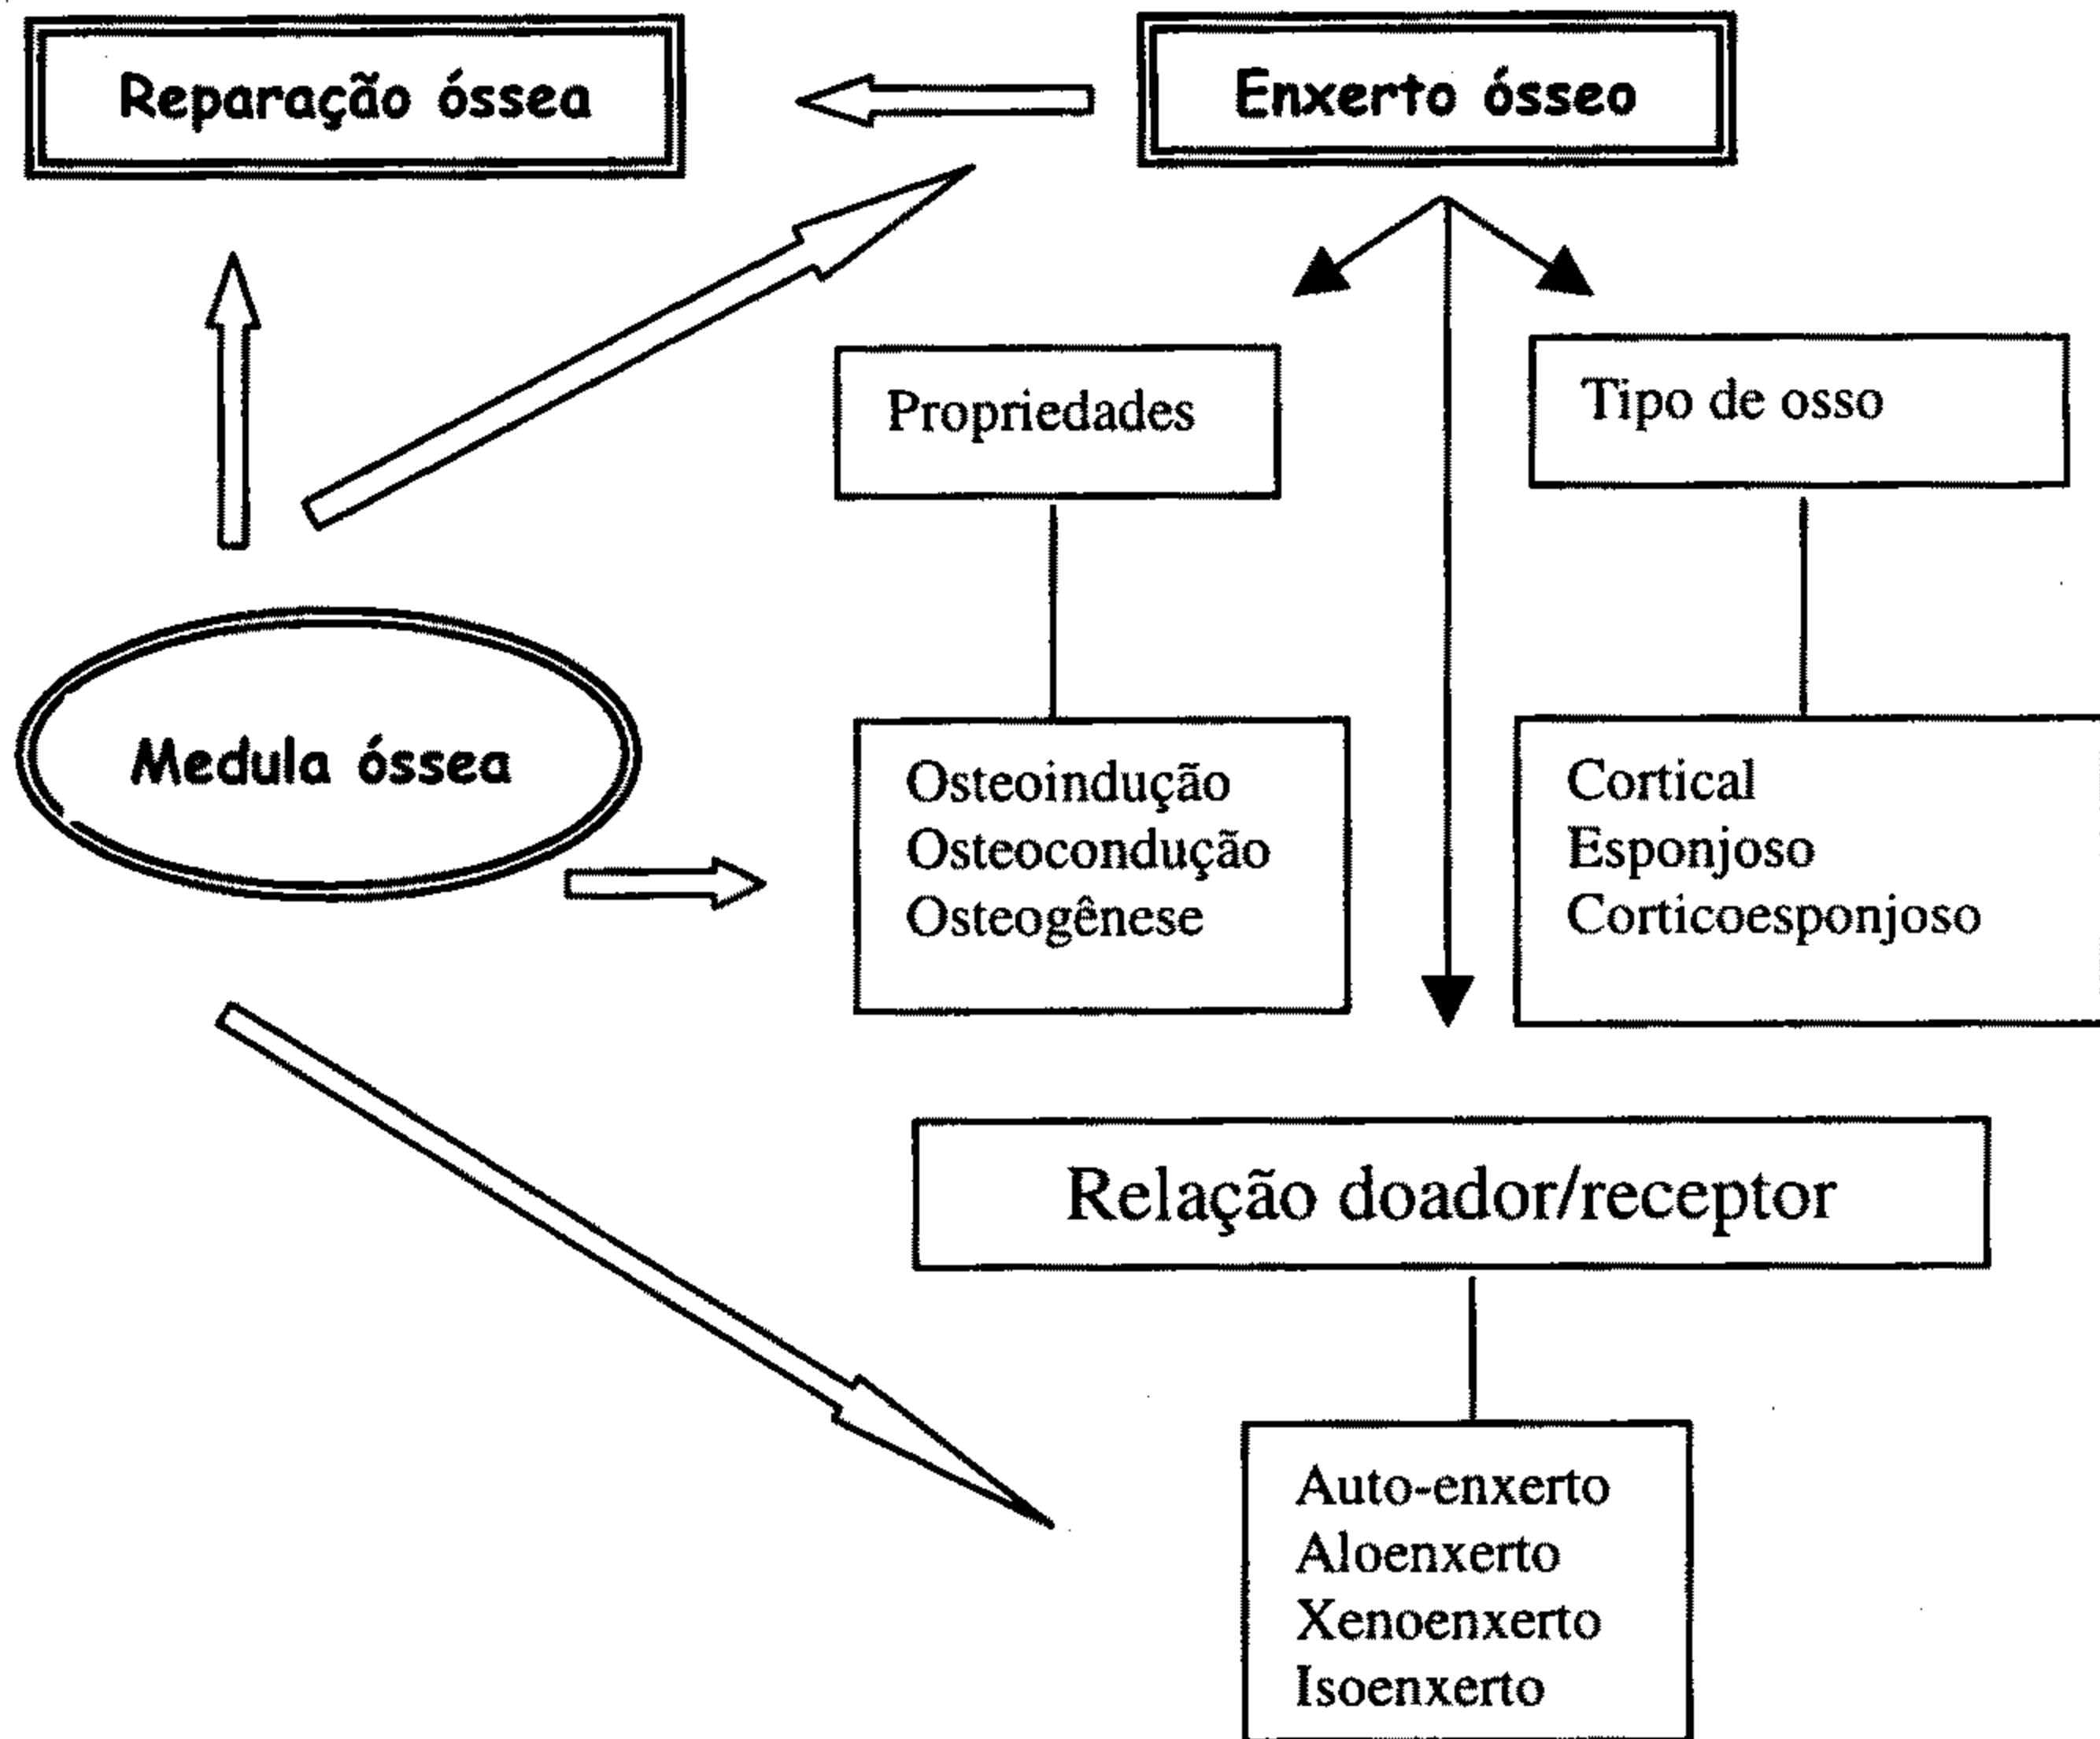 Reparação óssea
Enxerto ósseo
Propriedades
Tipo de osso
Medula óssea
Osteoindução
Osteocondução
Osteogênese
Cortical
Esponjoso
Corticoesponjoso
Relação doador/receptor
Auto-enxerto
Aloenxerto
Xenoenxerto
Isoenxerto